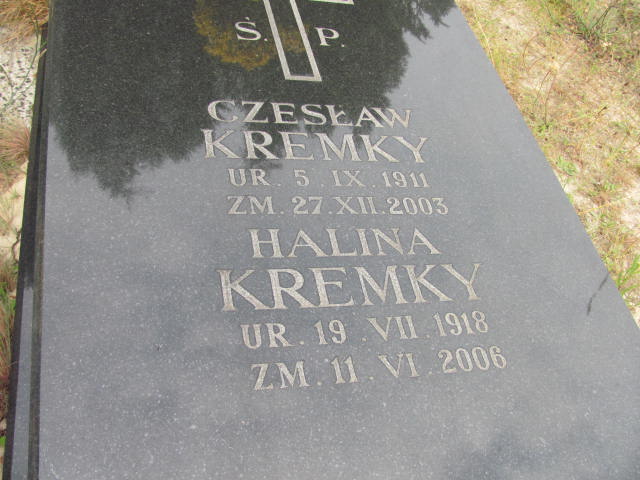 Ś. P.
CZESŁAW
KREMKY
UR. 5. IX. 1911
ZM. 27. XII. 2003
HALINA
KREMKY
UR. 19. VII. 1918
ZM. 11. VI. 2006